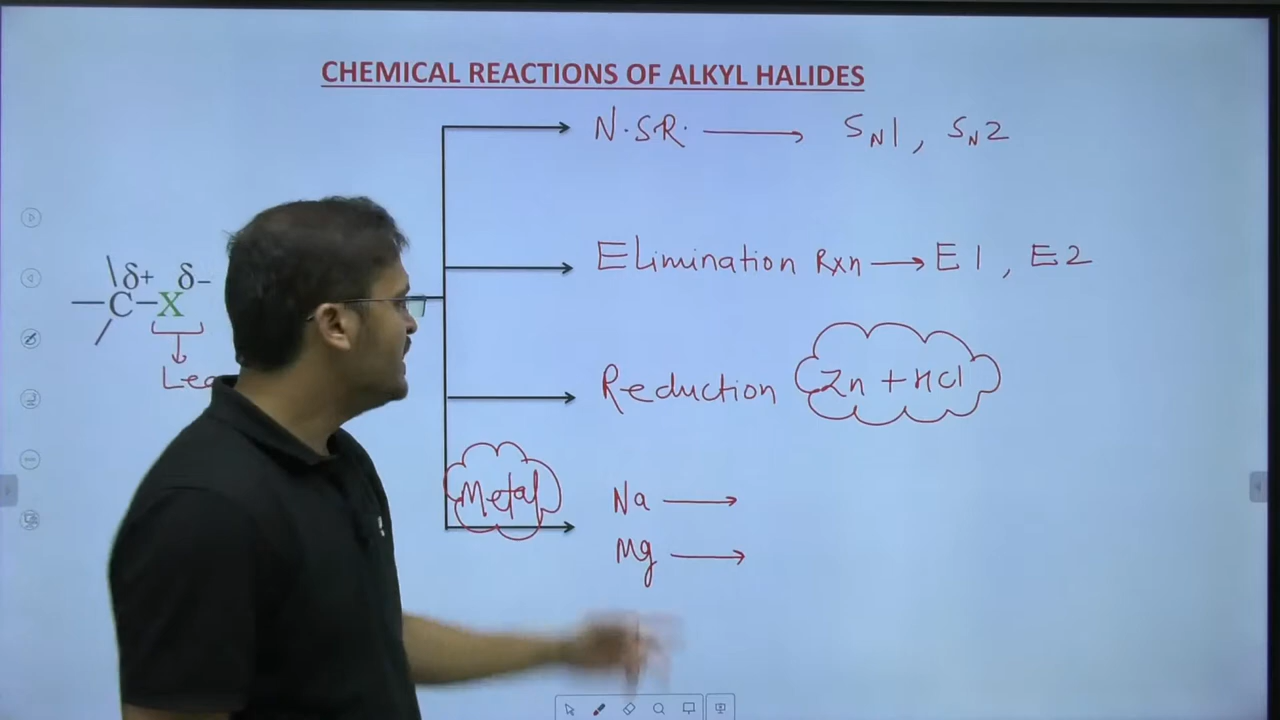 CHEMICAL REACTIONS OF ALKYL HALIDES
N.S.R. → SN1, SN2
Elimination Rxn → E1, E2
δ+ δ–
C–X
Reduction Zn + HCl
Metal
Na →
Mg →